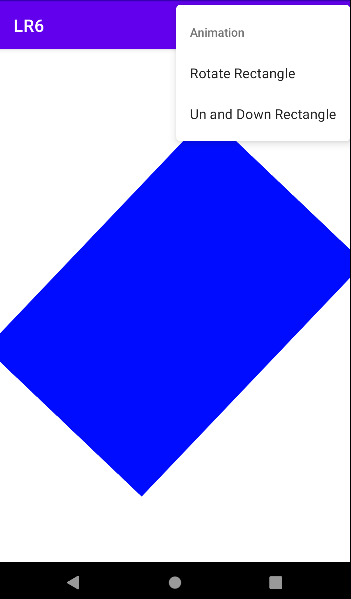 LR6
Animation
Rotate Rectangle
Un and Down Rectangle